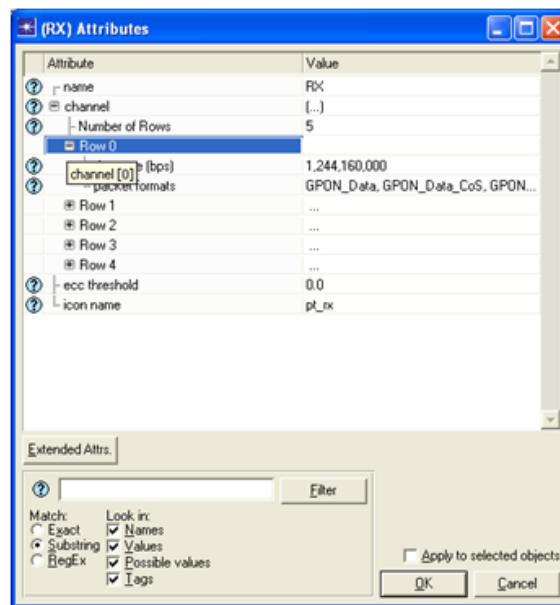 (RX) Attributes
Attribute Value
name RX
channel (...)
Number of Rows 5
Row 0
e (bps) 1,244,160,000
channel [0]
packet formats GPON_Data, GPON_Data_CoS, GPON...
Row 1 ...
Row 2 ...
Row 3 ...
Row 4 ...
ecc threshold 0.0
icon name pt_rx
Extended Attrs.
Filter
Match: Look in:
Exact Names
Substring Values
RegEx Possible values
Tags
Apply to selected objects
OK Cancel